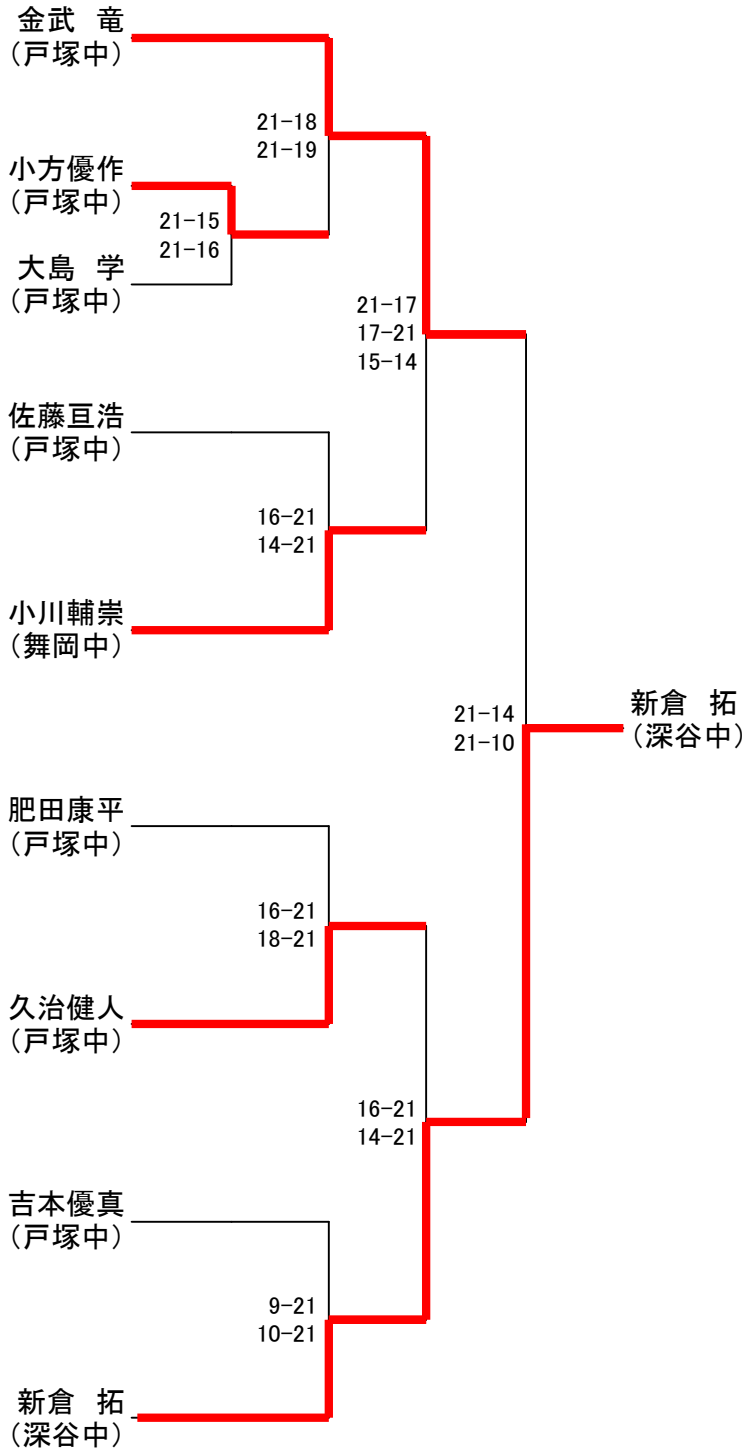 金武　竜
（戸塚中）
21-18
21-19
小方優作
（戸塚中）
21-15
21-16
大島　学
（戸塚中）
21-17
17-21
15-14
佐藤亘浩
（戸塚中）
16-21
14-21
小川輔崇
（舞岡中）
21-14
21-10
新倉　拓
（深谷中）
肥田康平
（戸塚中）
16-21
18-21
久治健人
（戸塚中）
16-21
14-21
吉本優真
（戸塚中）
9-21
10-21
新倉　拓
（深谷中）